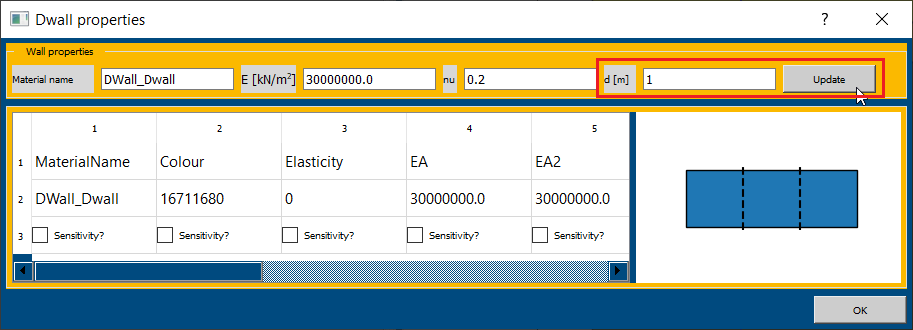 Dwall properties
?
Wall properties
Material name DWall_Dwall E [kN/m²] 30000000.0 nu 0.2 d [m] 1 Update
1 2 3 4 5
1 MaterialName Colour Elasticity EA EA2
2 DWall_Dwall 16711680 0 30000000.0 30000000.0
3 Sensitivity? Sensitivity? Sensitivity? Sensitivity? Sensitivity?
OK